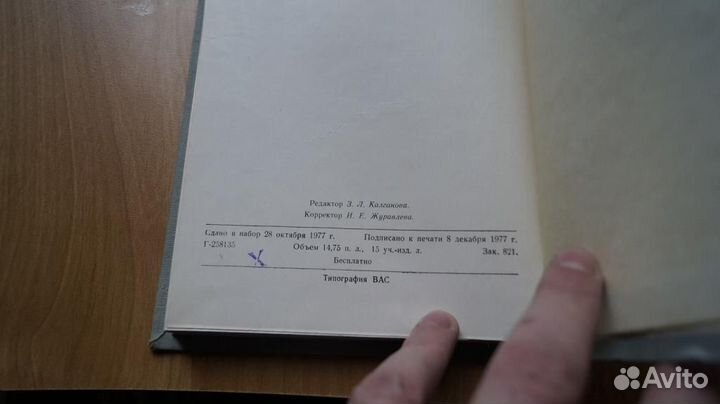 Редактор З. Л. Калганова.
Корректор И. Е. Журавлева.
Сдано в набор 28 октября 1977 г. Подписано к печати 8 декабря 1977 г.
Г-258135 Объем 14,75 п. л., 15 уч.-изд. л. Зак. 821.
Бесплатно
Типография ВАС
Avito